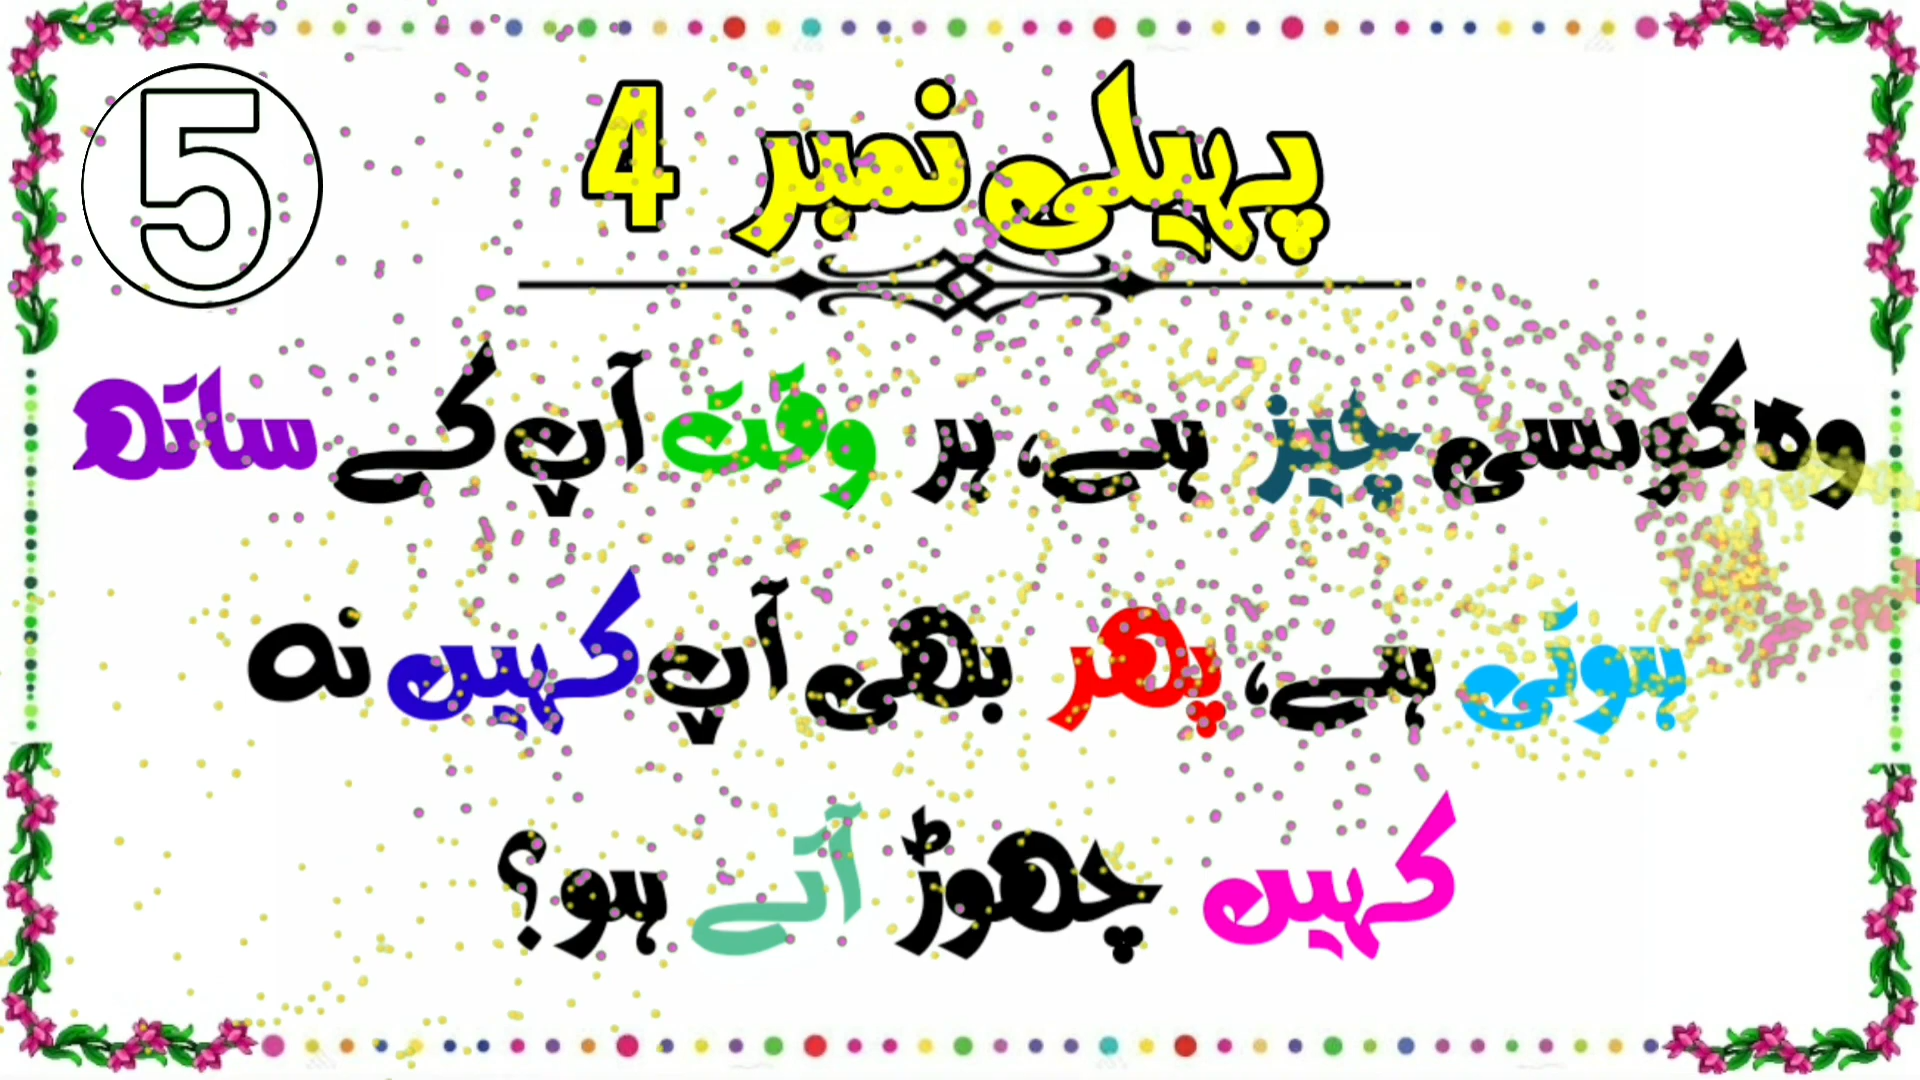 5
پہیلی نمبر 4
وہ کونسی چیز ہے، ہر وقت آپ کے ساتھ
ہوتی ہے، پھر بھی آپ کہیں نہ
کہیں چھوڑ آتے ہو؟